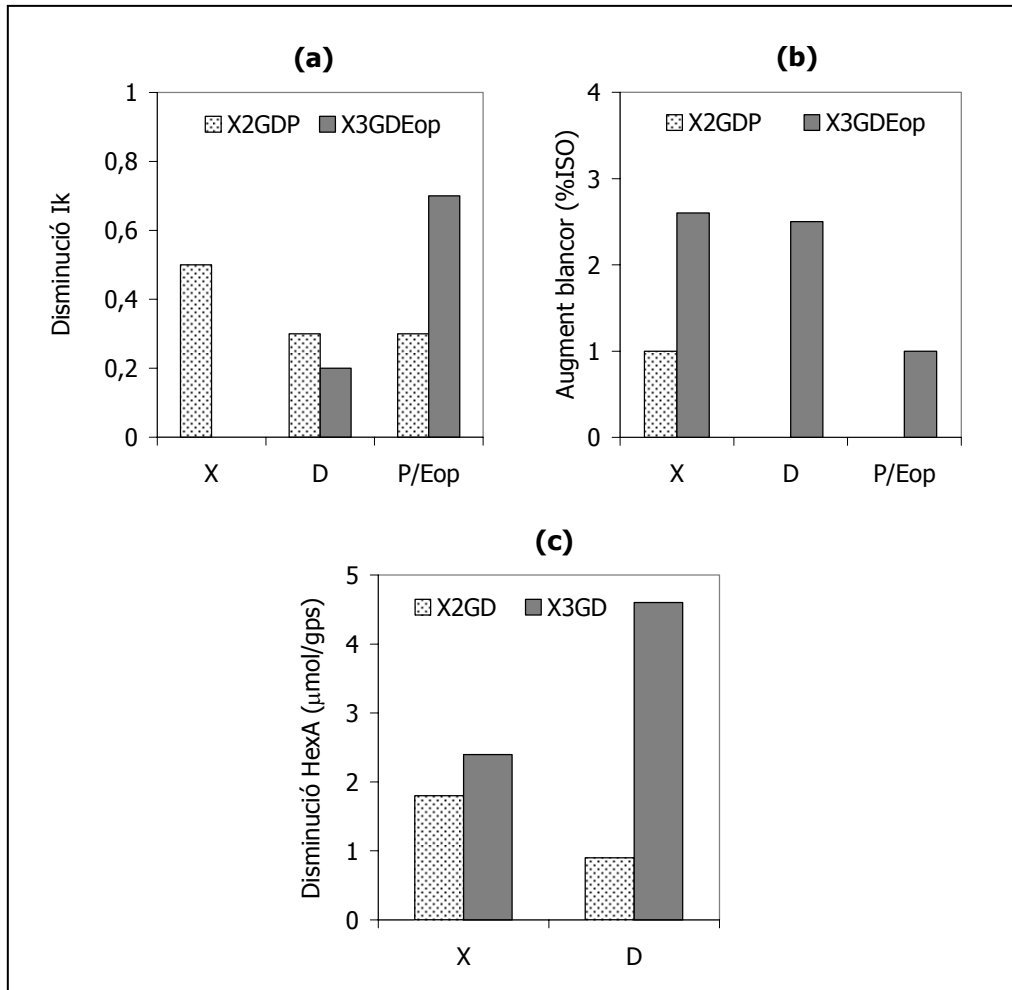 (a)
Disminució Ik
1
0,8
0,6
0,4
0,2
0
X2GDP X3GDEop
X D P/Eop
(b)
Augment blancor (%ISO)
4
3
2
1
0
X2GDP X3GDEop
X D P/Eop
(c)
Disminució HexA (μmol/gps)
5
4
3
2
1
0
X2GD X3GD
X D